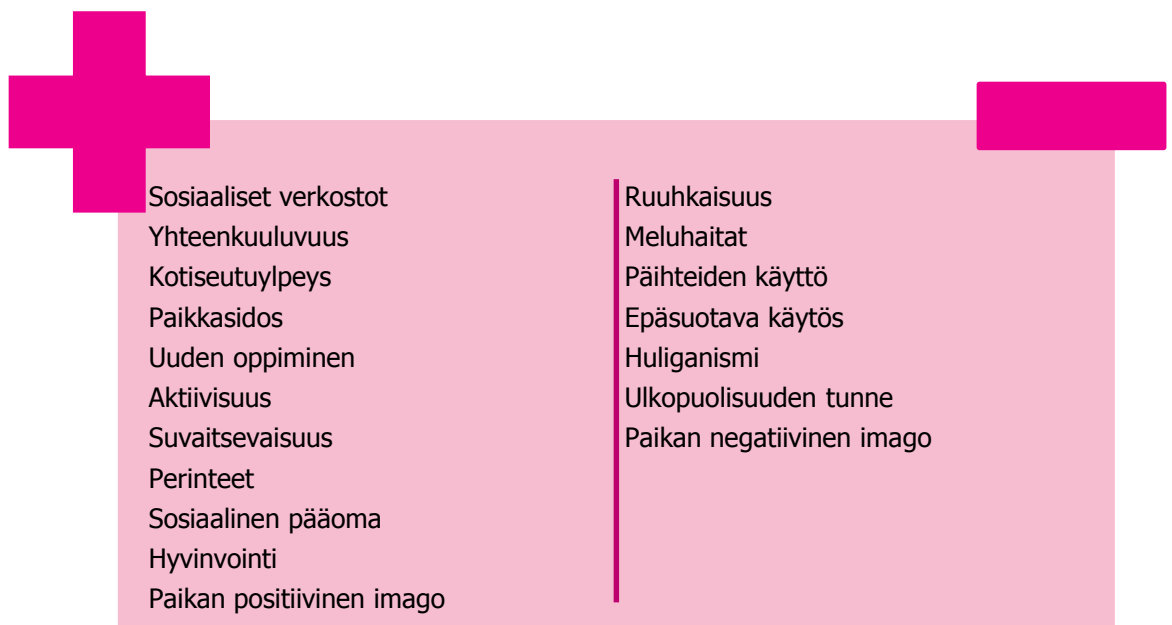 Sosiaaliset verkostot
Yhteenkuuluvuus
Kotiseutuylpeys
Paikkasidos
Uuden oppiminen
Aktiivisuus
Suvaitsevaisuus
Perinteet
Sosiaalinen pääoma
Hyvinvointi
Paikan positiivinen imago
Ruuhkaisuus
Meluhaitat
Päihteiden käyttö
Epäsuotava käytös
Huliganismi
Ulkopuolisuuden tunne
Paikan negatiivinen imago